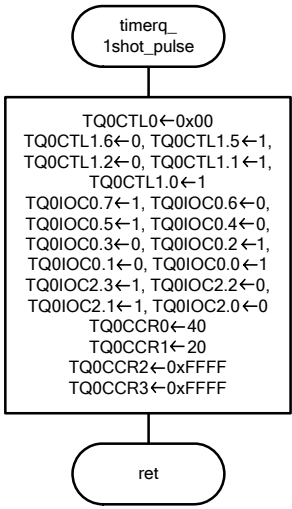 timerq_
1shot_pulse
TQ0CTL0←0x00
TQ0CTL1.6←0, TQ0CTL1.5←1,
TQ0CTL1.2←0, TQ0CTL1.1←1,
TQ0CTL1.0←1
TQ0IOC0.7←1, TQ0IOC0.6←0,
TQ0IOC0.5←1, TQ0IOC0.4←0,
TQ0IOC0.3←0, TQ0IOC0.2←1,
TQ0IOC0.1←0, TQ0IOC0.0←1
TQ0IOC2.3←1, TQ0IOC2.2←0,
TQ0IOC2.1←1, TQ0IOC2.0←0
TQ0CCR0←40
TQ0CCR1←20
TQ0CCR2←0xFFFF
TQ0CCR3←0xFFFF
ret